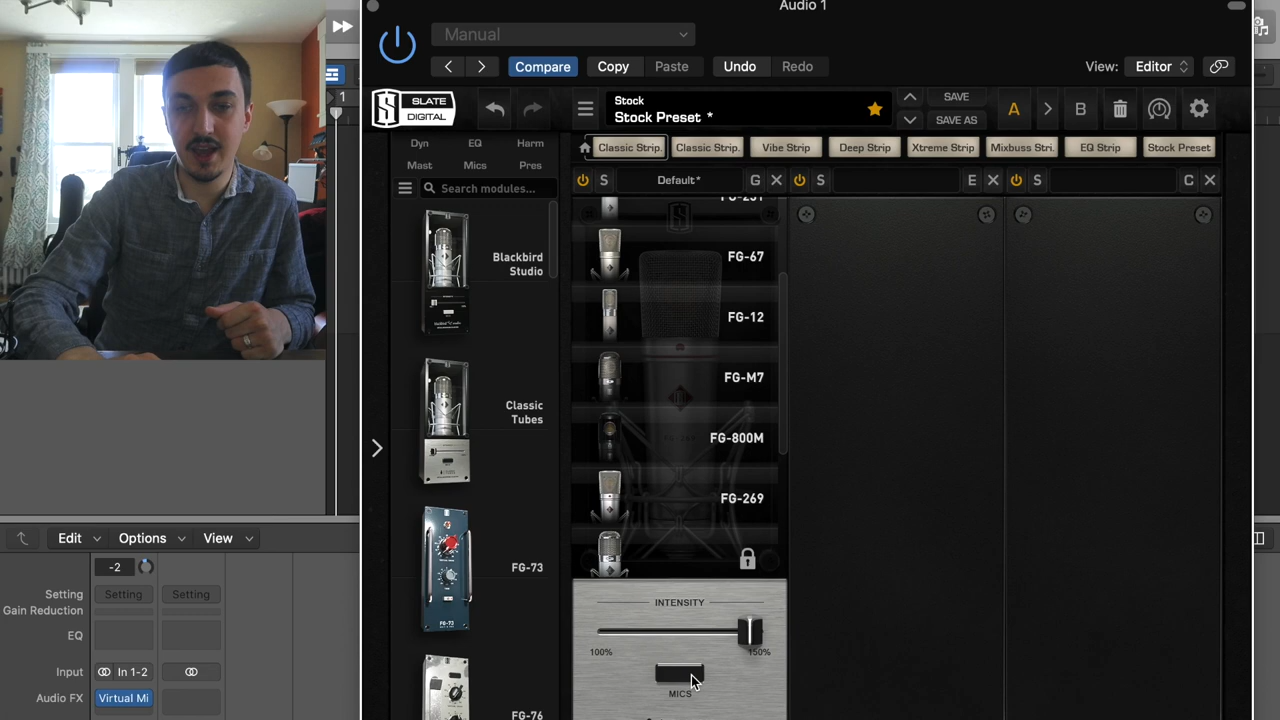 Audio 1
Manual
Compare
Copy
Paste
Undo
Redo
View:
Editor
1
SLATE
DIGITAL
Stock
Stock Preset *
SAVE
SAVE AS
A
B
Dyn
EQ
Harm
Mast
Mics
Pres
Classic Strip.
Classic Strip.
Vibe Strip
Deep Strip
Xtreme Strip
Mixbuss Stri.
EQ Strip
Stock Preset
Search modules...
S
Default*
G
S
E
S
C
FG-67
FG-12
FG-M7
FG-800M
FG-269
Blackbird
Studio
Classic
Tubes
FG-73
FG-73
FG-76
INTENSITY
100%
150%
MICS
Edit
Options
View
-2
Setting
Setting
Setting
Gain Reduction
EQ
Input
In 1-2
Audio FX
Virtual Mi